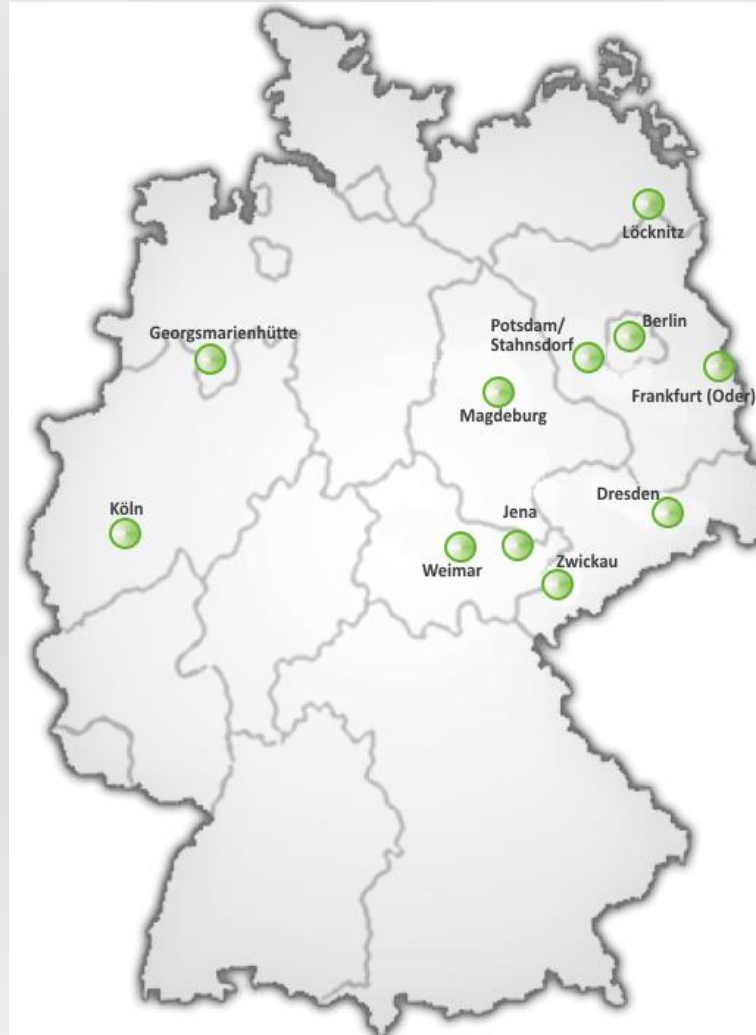 Löcknitz
Georgsmarienhütte
Potsdam/
Stahnsdorf
Berlin
Frankfurt (Oder)
Magdeburg
Köln
Dresden
Jena
Weimar
Zwickau